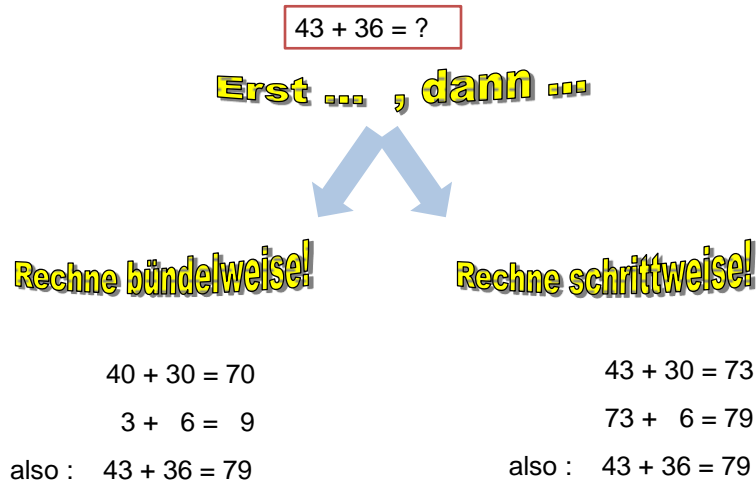 43 + 36 = ?
Erst ... , dann ...
Rechne bündelweise!
40 + 30 = 70
3 + 6 = 9
also : 43 + 36 = 79
Rechne schrittweise!
43 + 30 = 73
73 + 6 = 79
also : 43 + 36 = 79